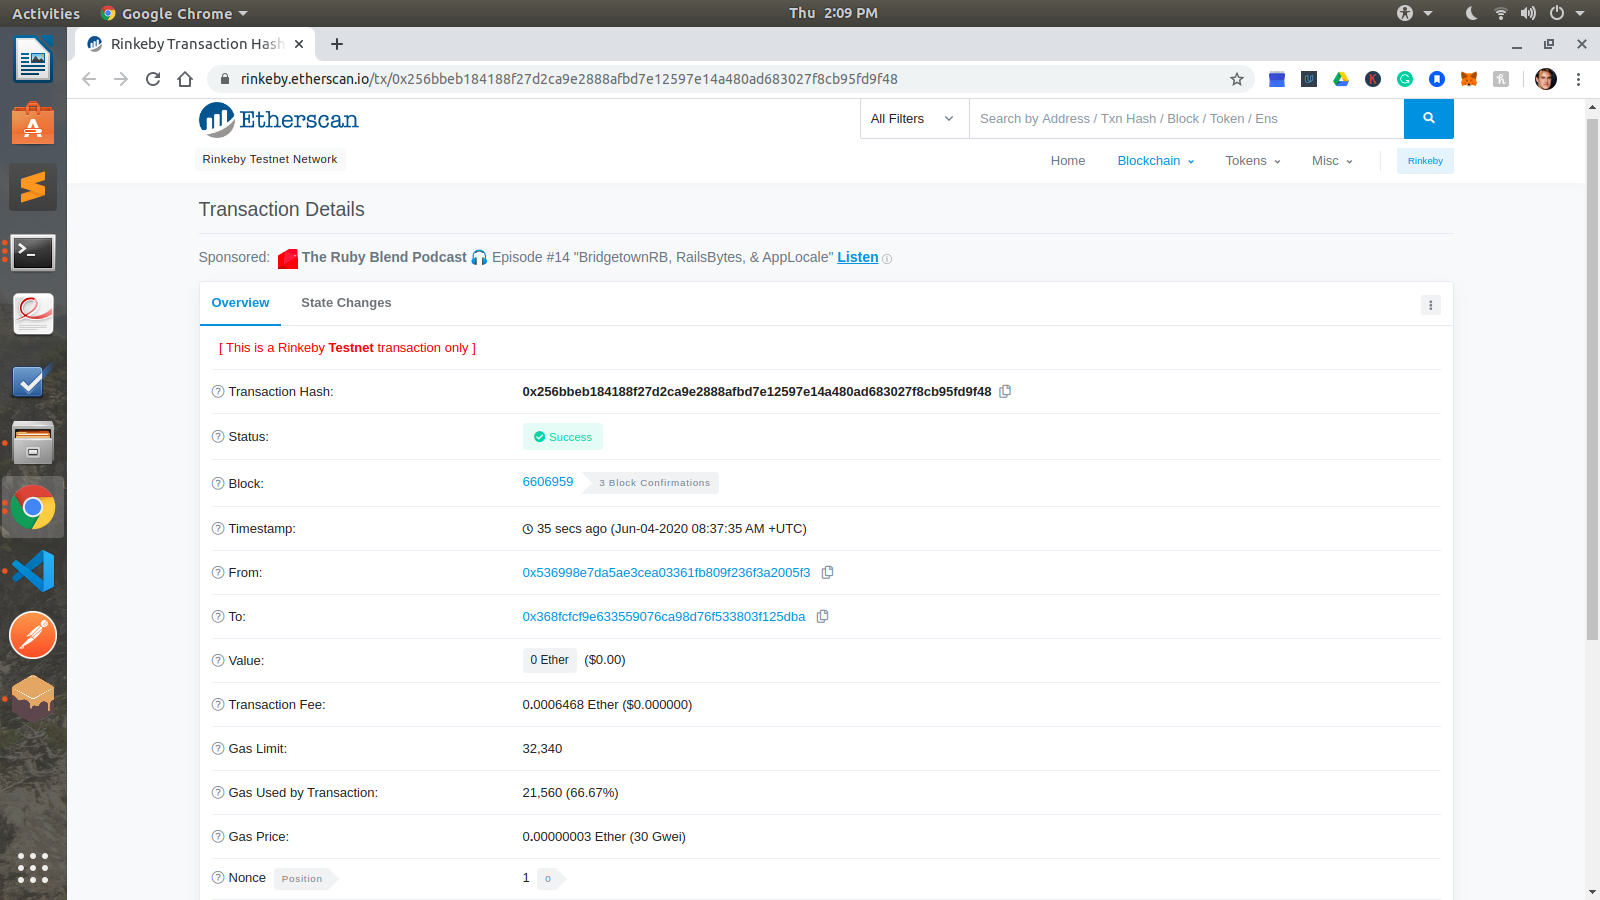 Activities Google Chrome Thu 2:09 PM
Rinkeby Transaction Hash
rinkeby.etherscan.io/tx/0x256bbeb184188f27d2ca9e2888afbd7e12597e14a480ad683027f8cb95fd9f48
Etherscan
All Filters Search by Address / Txn Hash / Block / Token / Ens
Rinkeby Testnet Network
Home Blockchain Tokens Misc Rinkeby
Transaction Details
Sponsored: The Ruby Blend Podcast Episode #14 "BridgetownRB, RailsBytes, & AppLocale" Listen
Overview State Changes
[ This is a Rinkeby Testnet transaction only ]
Transaction Hash: 0x256bbeb184188f27d2ca9e2888afbd7e12597e14a480ad683027f8cb95fd9f48
Status: Success
Block: 6606959 3 Block Confirmations
Timestamp: 35 secs ago (Jun-04-2020 08:37:35 AM +UTC)
From: 0x536998e7da5ae3cea03361fb809f236f3a2005f3
To: 0x368fcfcf9e633559076ca98d76f533803f125dba
Value: 0 Ether ($0.00)
Transaction Fee: 0.0006468 Ether ($0.000000)
Gas Limit: 32,340
Gas Used by Transaction: 21,560 (66.67%)
Gas Price: 0.00000003 Ether (30 Gwei)
Nonce Position 1 0